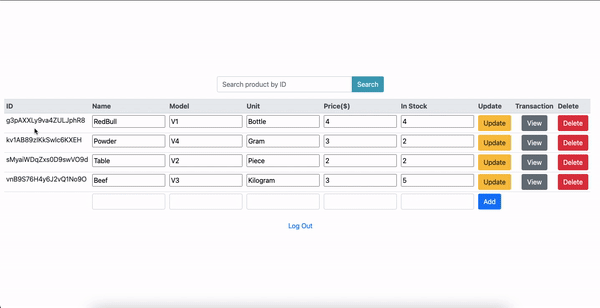 Search product by ID Search
ID Name Model Unit Price($) In Stock Update Transaction Delete
g3pAXXLy9va4ZULJphR8 RedBull V1 Bottle 4 4 Update View Delete
kv1AB89zIKkSwlc6KXEH Powder V4 Gram 3 2 Update View Delete
sMyaiWDqZxs0D9swVO9d Table V2 Piece 2 2 Update View Delete
vnB9S76H4y6J2vQ1No9O Beef V3 Kilogram 3 5 Update View Delete
Add
Log Out